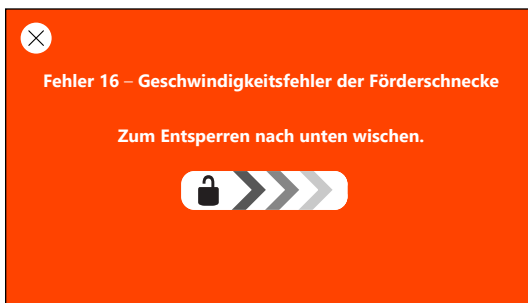 Fehler 16 – Geschwindigkeitsfehler der Förderschnecke
Zum Entsperren nach unten wischen.